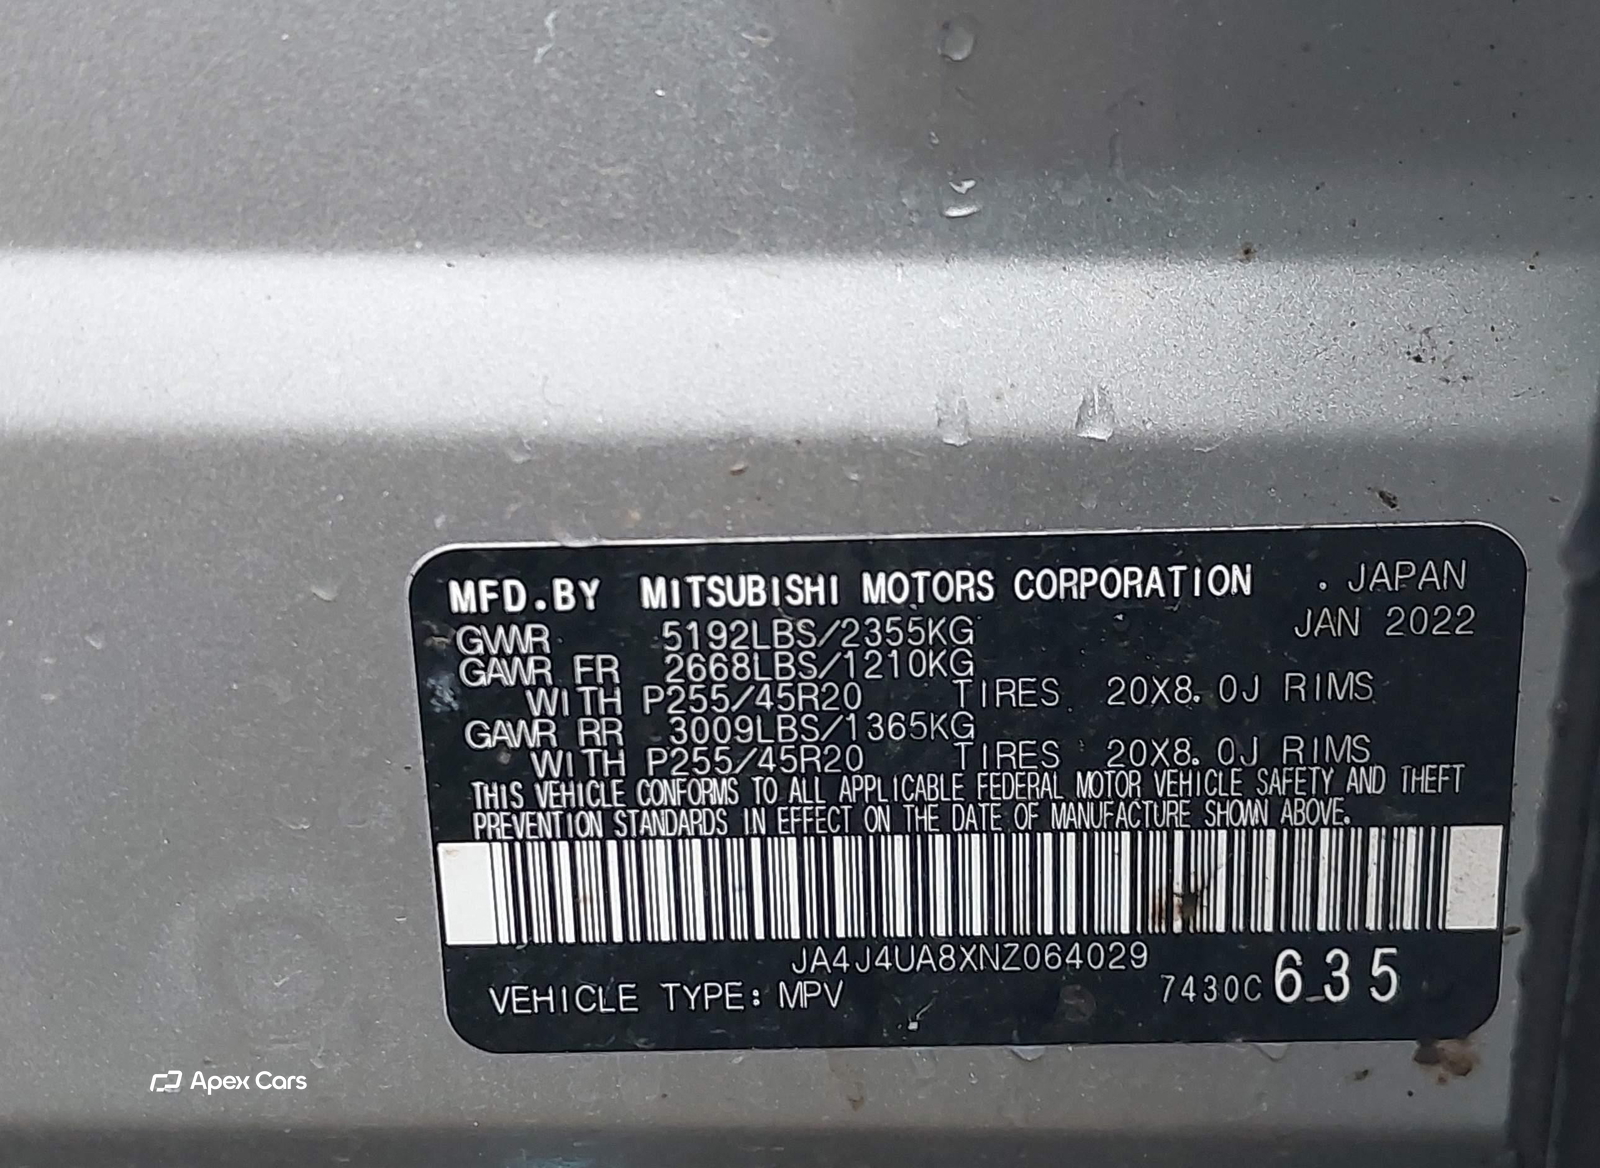 MFD.BY MITSUBISHI MOTORS CORPORATION . JAPAN
JAN 2022
GVWR 5192LBS/2355KG
GAWR FR 2668LBS/1210KG
WITH P255/45R20 TIRES 20X8.0J RIMS
GAWR RR 3009LBS/1365KG
WITH P255/45R20 TIRES 20X8.0J RIMS
THIS VEHICLE CONFORMS TO ALL APPLICABLE FEDERAL MOTOR VEHICLE SAFETY AND THEFT
PREVENTION STANDARDS IN EFFECT ON THE DATE OF MANUFACTURE SHOWN ABOVE.
JA4J4UA8XNZ064029
VEHICLE TYPE: MPV 7430C 635
Apex Cars